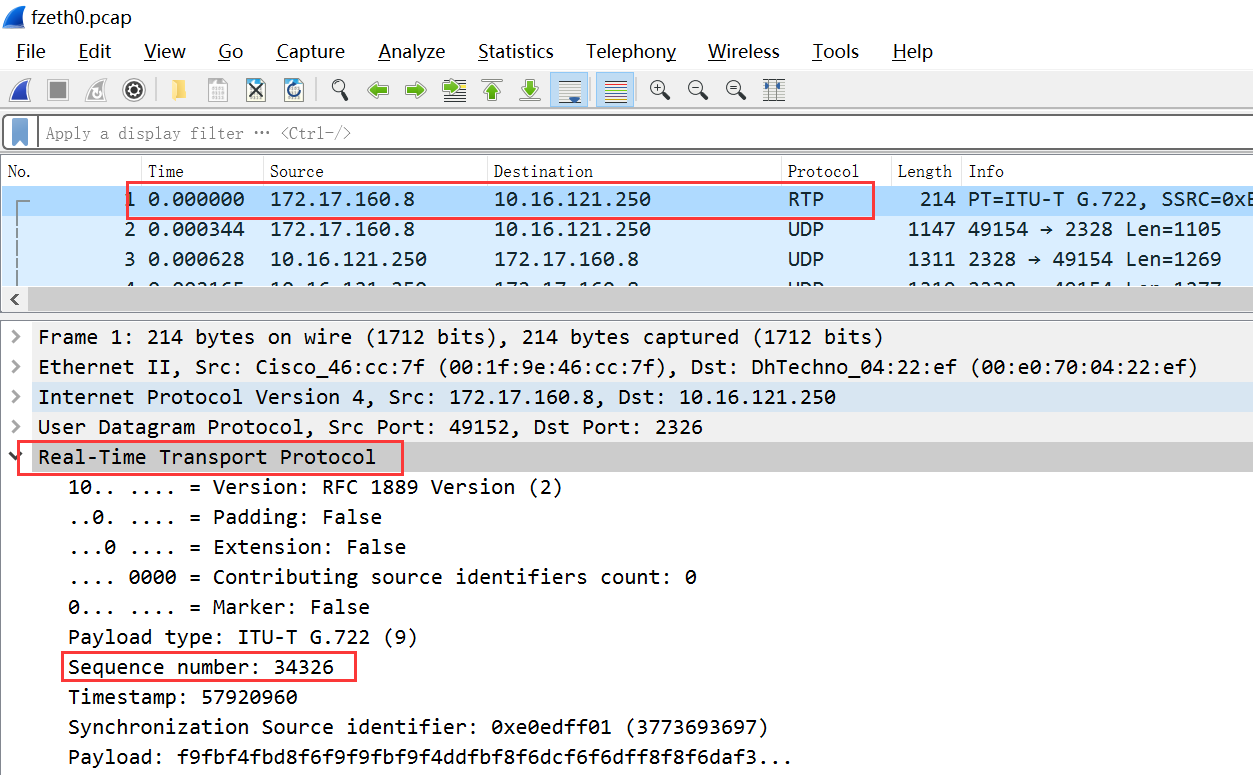 fzeth0.pcap
File Edit View Go Capture Analyze Statistics Telephony Wireless Tools Help
Apply a display filter ··· <Ctrl-/>
No. Time Source Destination Protocol Length Info
1 0.000000 172.17.160.8 10.16.121.250 RTP 214 PT=ITU-T G.722, SSRC=0xE
2 0.000344 172.17.160.8 10.16.121.250 UDP 1147 49154 → 2328 Len=1105
3 0.000628 10.16.121.250 172.17.160.8 UDP 1311 2328 → 49154 Len=1269
Frame 1: 214 bytes on wire (1712 bits), 214 bytes captured (1712 bits)
Ethernet II, Src: Cisco_46:cc:7f (00:1f:9e:46:cc:7f), Dst: DhTechno_04:22:ef (00:e0:70:04:22:ef)
Internet Protocol Version 4, Src: 172.17.160.8, Dst: 10.16.121.250
User Datagram Protocol, Src Port: 49152, Dst Port: 2326
Real-Time Transport Protocol
10.. .... = Version: RFC 1889 Version (2)
..0. .... = Padding: False
...0 .... = Extension: False
.... 0000 = Contributing source identifiers count: 0
0... .... = Marker: False
Payload type: ITU-T G.722 (9)
Sequence number: 34326
Timestamp: 57920960
Synchronization Source identifier: 0xe0edff01 (3773693697)
Payload: f9fbf4fbd8f6f9f9fbf9f4ddfbf8f6dcf6f6dff8f8f6daf3...